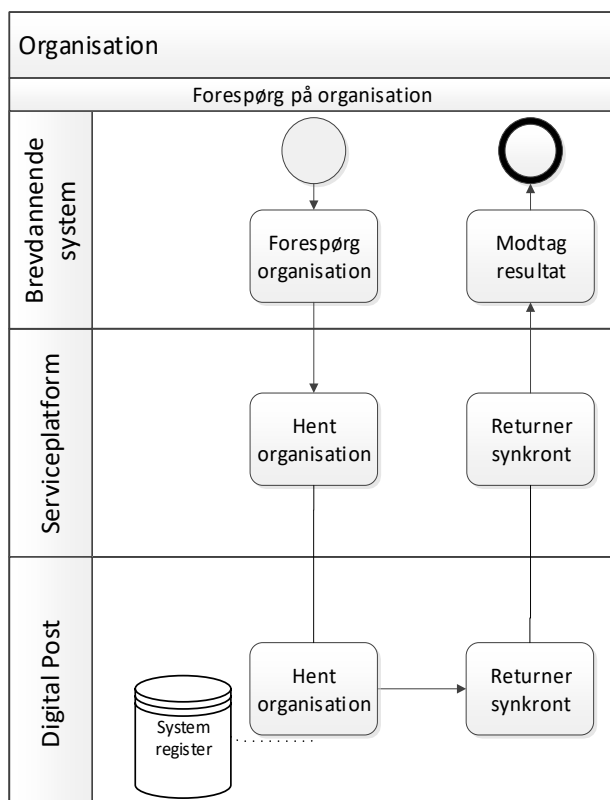 Organisation
Forespørg på organisation
Brevdannende
system
Forespørg
organisation
Modtag
resultat
Serviceplatform
Hent
organisation
Returner
synkront
Digital Post
System
register
Hent
organisation
Returner
synkront